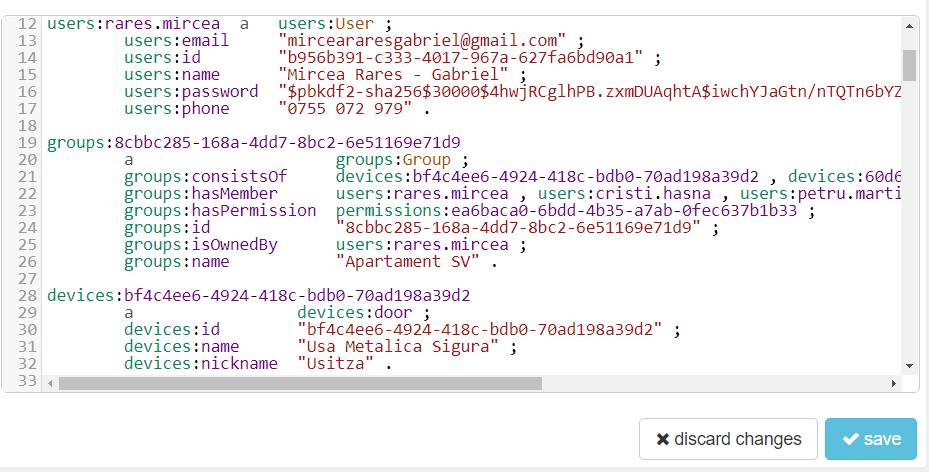 12 users:rares.mircea a users:User ;
13 users:email "mirceararesgabriel@gmail.com" ;
14 users:id "b956b391-c333-4017-967a-627fa6bd90a1" ;
15 users:name "Mircea Rares - Gabriel" ;
16 users:password "$pbkdf2-sha256$30000$4hwjRCglhPB.zxmDUAqhtA$iwchYJaGtn/nTQTn6bYZ
17 users:phone "0755 072 979" .
18
19 groups:8cbbc285-168a-4dd7-8bc2-6e51169e71d9
20 a groups:Group ;
21 groups:consistsOf devices:bf4c4ee6-4924-418c-bdb0-70ad198a39d2 , devices:60d6
22 groups:hasMember users:rares.mircea , users:cristi.hasna , users:petru.marti
23 groups:hasPermission permissions:ea6baca0-6bdd-4b35-a7ab-0fec637b1b33 ;
24 groups:id "8cbbc285-168a-4dd7-8bc2-6e51169e71d9" ;
25 groups:isOwnedBy users:rares.mircea ;
26 groups:name "Apartament SV" .
27
28 devices:bf4c4ee6-4924-418c-bdb0-70ad198a39d2
29 a devices:door ;
30 devices:id "bf4c4ee6-4924-418c-bdb0-70ad198a39d2" ;
31 devices:name "Usa Metalica Sigura" ;
32 devices:nickname "Usitza" .
33
discard changes save